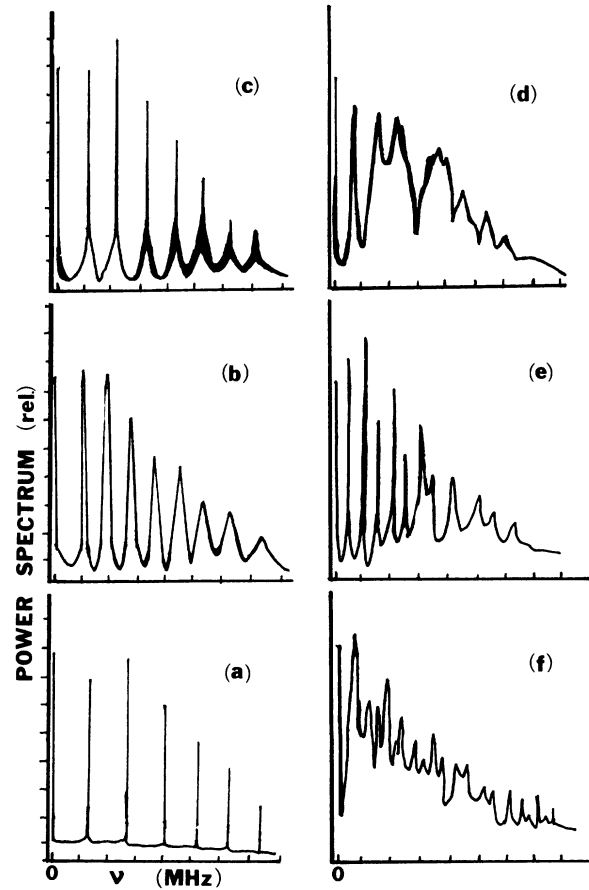 (c)
(d)
(b)
(e)
(a)
(f)
POWER SPECTRUM (rel.)
0 ν (MHz)
0